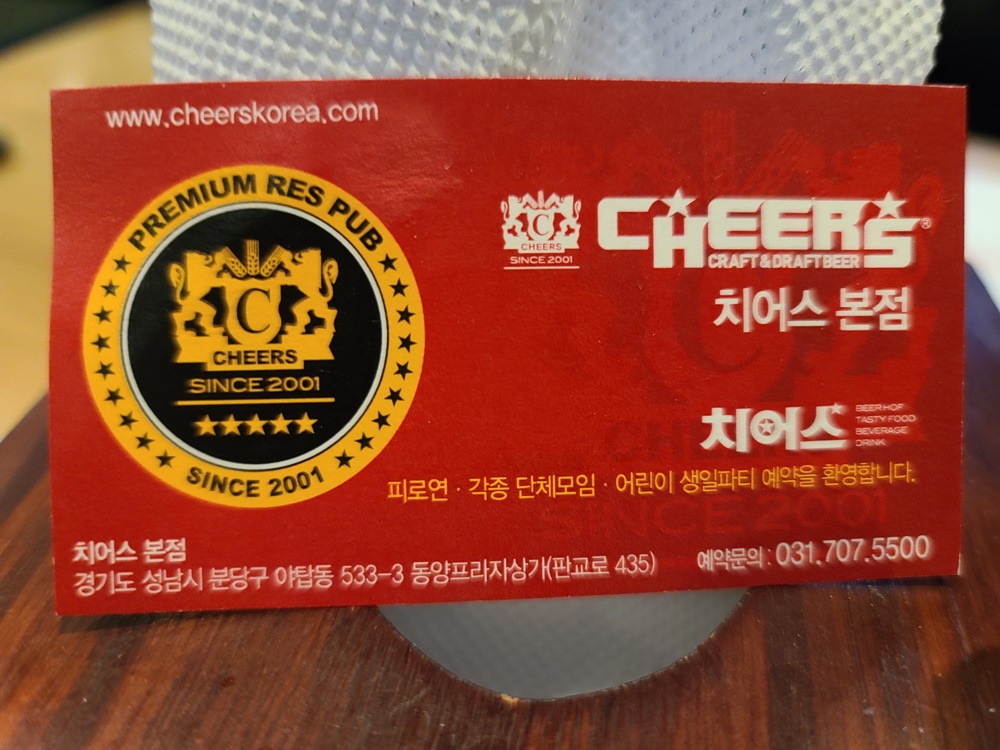 www.cheerskorea.com
PREMIUM RES PUB
C
CHEERS
SINCE 2001
SINCE 2001
C
CHEERS
SINCE 2001
CHEERS®
CRAFT & DRAFT BEER
치어스 본점
치어스
BEER HOF
TASTY FOOD
BEVERAGE
DRINK
피로연 · 각종 단체모임 · 어린이 생일파티 예약을 환영합니다.
치어스 본점
경기도 성남시 분당구 야탑동 533-3 동양프라자상가(판교로 435)
예약문의 : 031.707.5500
C
CHEERS
SINCE 2001